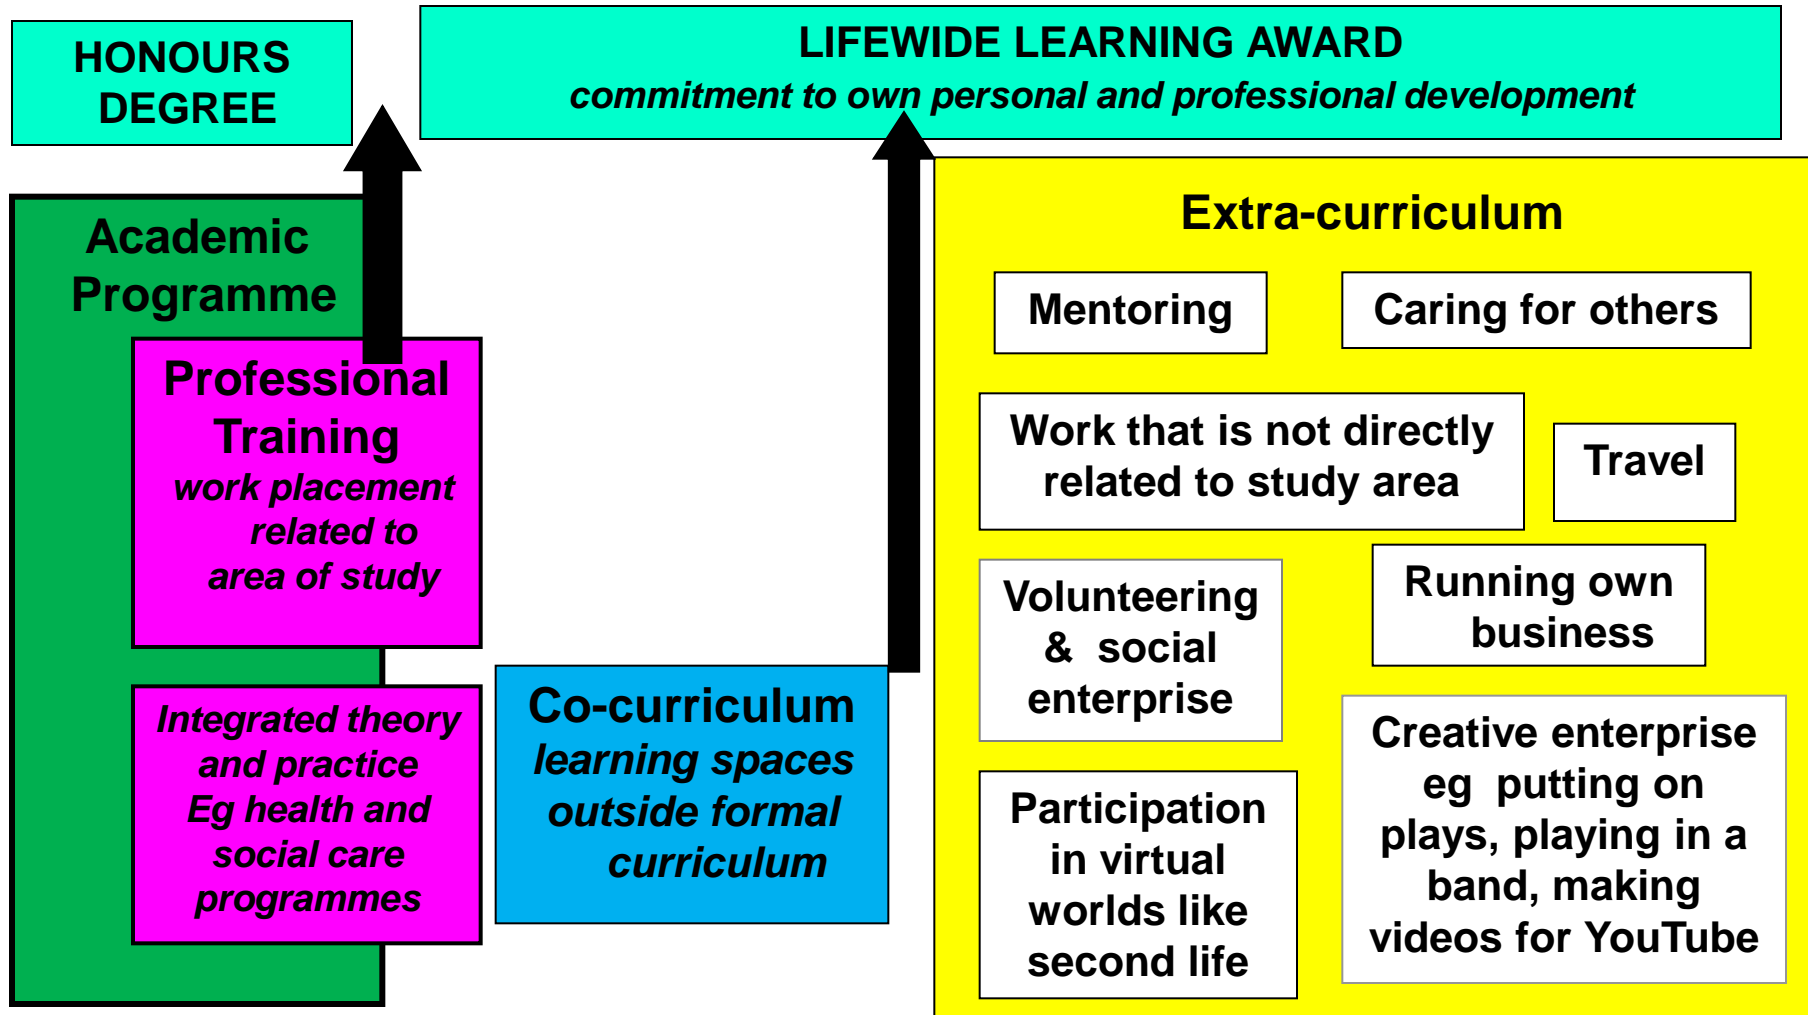 HONOURS
DEGREE
LIFEWIDE LEARNING AWARD
commitment to own personal and professional development
Academic
Programme
Professional
Training
work placement
related to
area of study
Integrated theory
and practice
Eg health and
social care
programmes
Co-curriculum
learning spaces
outside formal
curriculum
Extra-curriculum
Mentoring
Caring for others
Work that is not directly
related to study area
Travel
Volunteering
& social
enterprise
Running own
business
Participation
in virtual
worlds like
second life
Creative enterprise
eg putting on
plays, playing in a
band, making
videos for YouTube